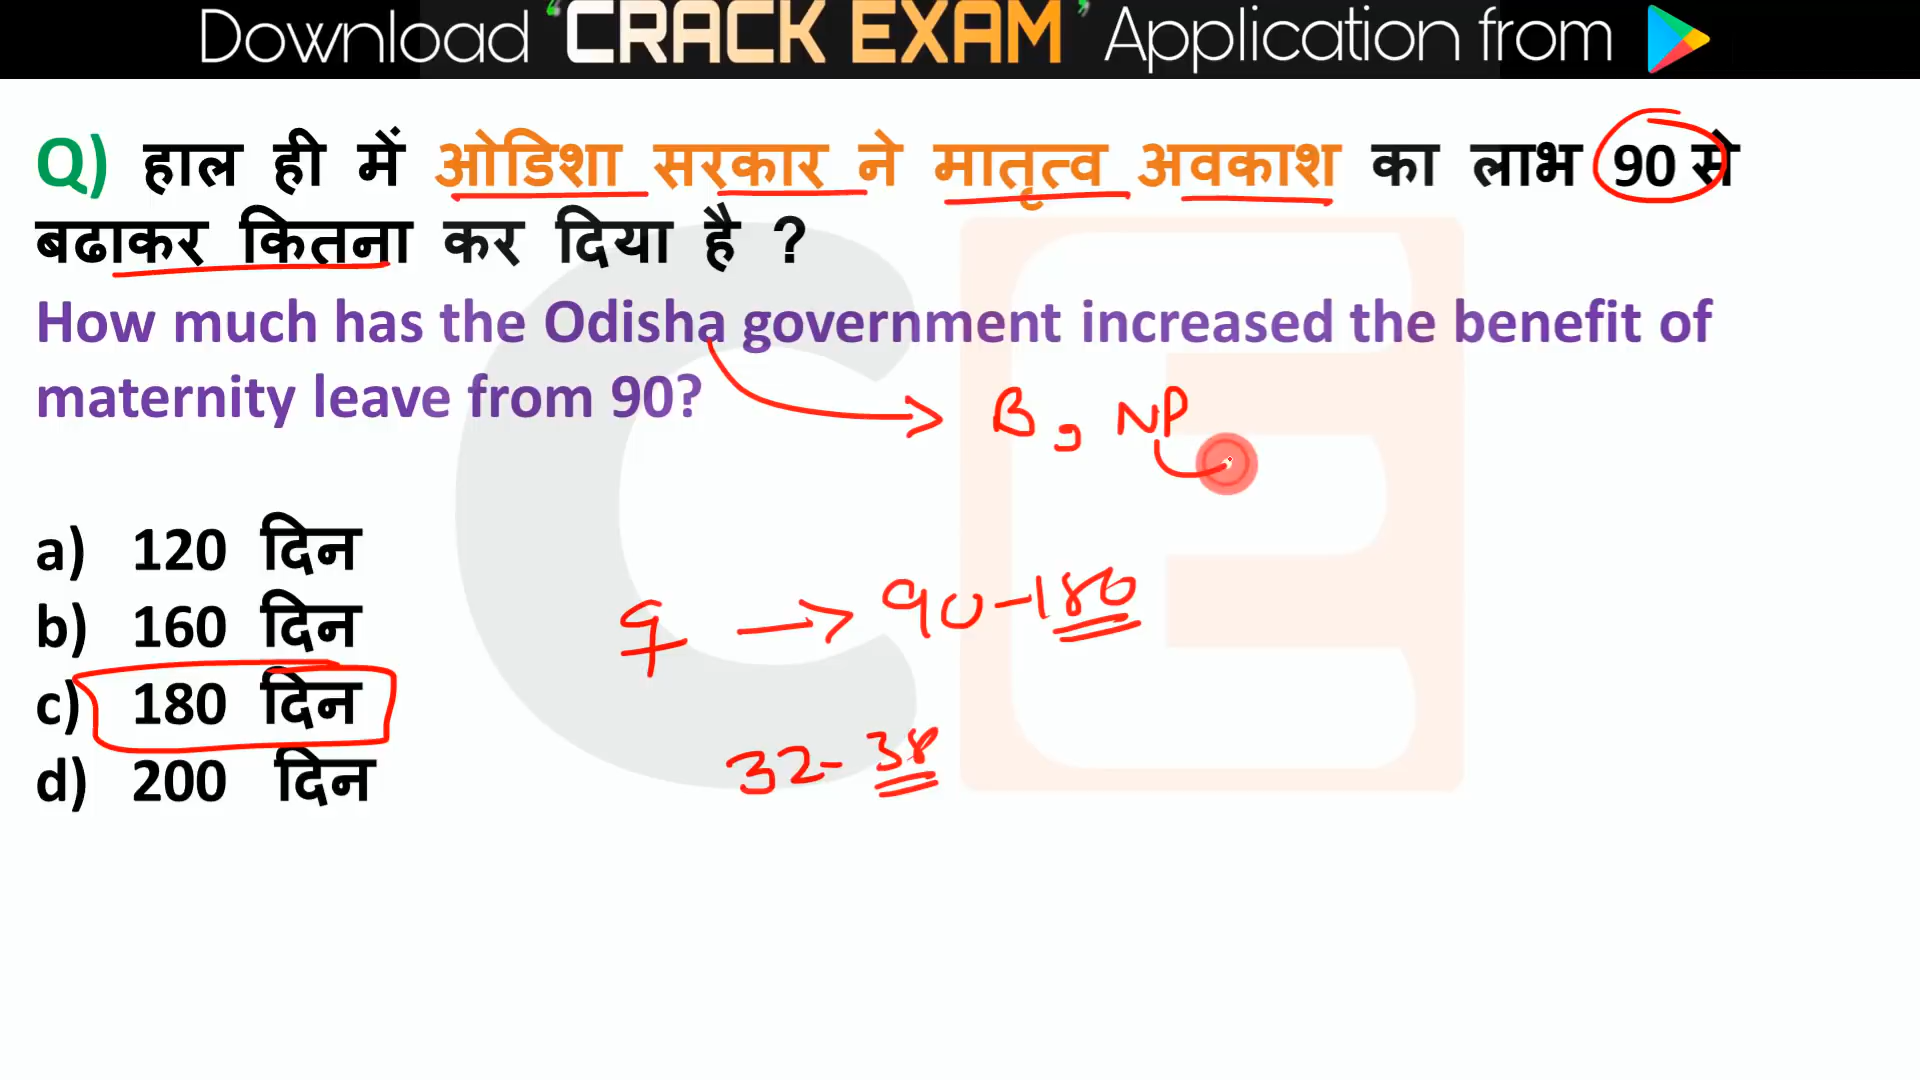 Download “CRACK EXAM” Application from
Q) हाल ही में ओडिशा सरकार ने मातृत्व अवकाश का लाभ 90 से
बढाकर कितना कर दिया है ?
How much has the Odisha government increased the benefit of
maternity leave from 90?
B, NP
a) 120 दिन
b) 160 दिन
90-180
c) 180 दिन
32-38
d) 200 दिन
CE